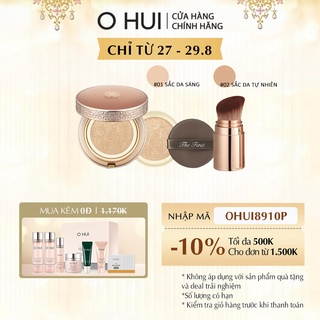 O HUI
CỬA HÀNG
CHÍNH HÃNG
CHỈ TỪ 27 - 29.8
#01 SẮC DA SÁNG
#02 SẮC DA TỰ NHIÊN
The First
MUA KÈM 0Đ | 1.170K
NHẬP MÃ OHUI8910P
-10% Tối đa 500K
Cho đơn từ 1.500K
* Không áp dụng với sản phẩm quà tặng
và deal trải nghiệm
*Số lượng có hạn
* Kiểm tra giỏ hàng trước khi thanh toán